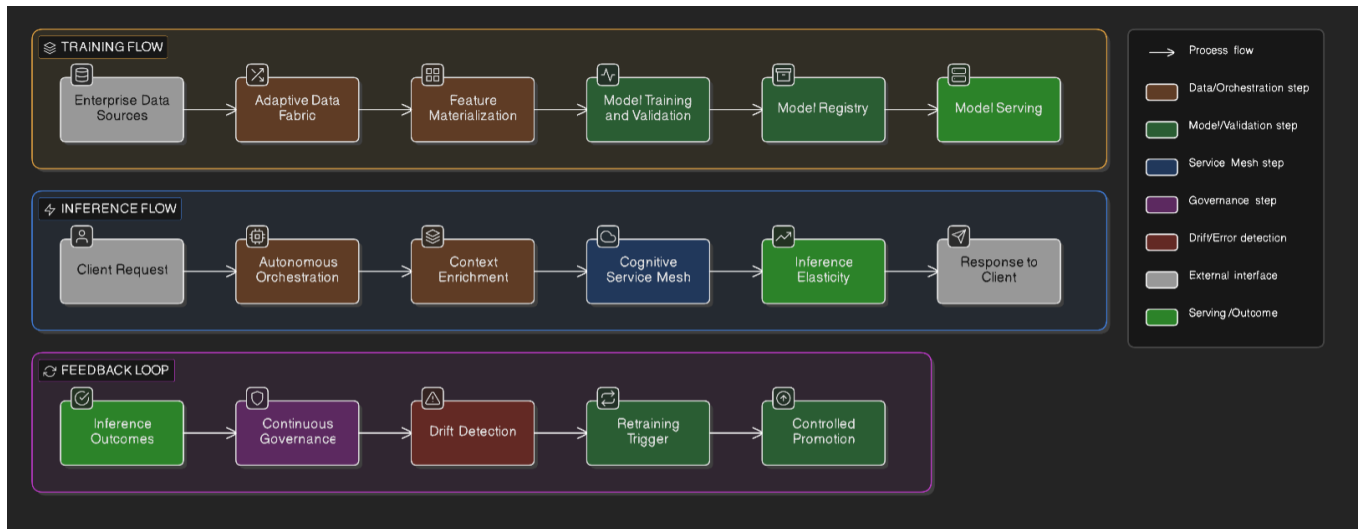 TRAINING FLOW
Enterprise Data
Sources
Adaptive Data
Fabric
Feature
Materialization
Model Training
and Validation
Model Registry
Model Serving
INFERENCE FLOW
Client Request
Autonomous
Orchestration
Context
Enrichment
Cognitive
Service Mesh
Inference
Elasticity
Response to
Client
FEEDBACK LOOP
Inference
Outcomes
Continuous
Governance
Drift Detection
Retraining
Trigger
Controlled
Promotion
Process flow
Data/Orchestration step
Model/Validation step
Service Mesh step
Governance step
Drift/Error detection
External interface
Serving/Outcome